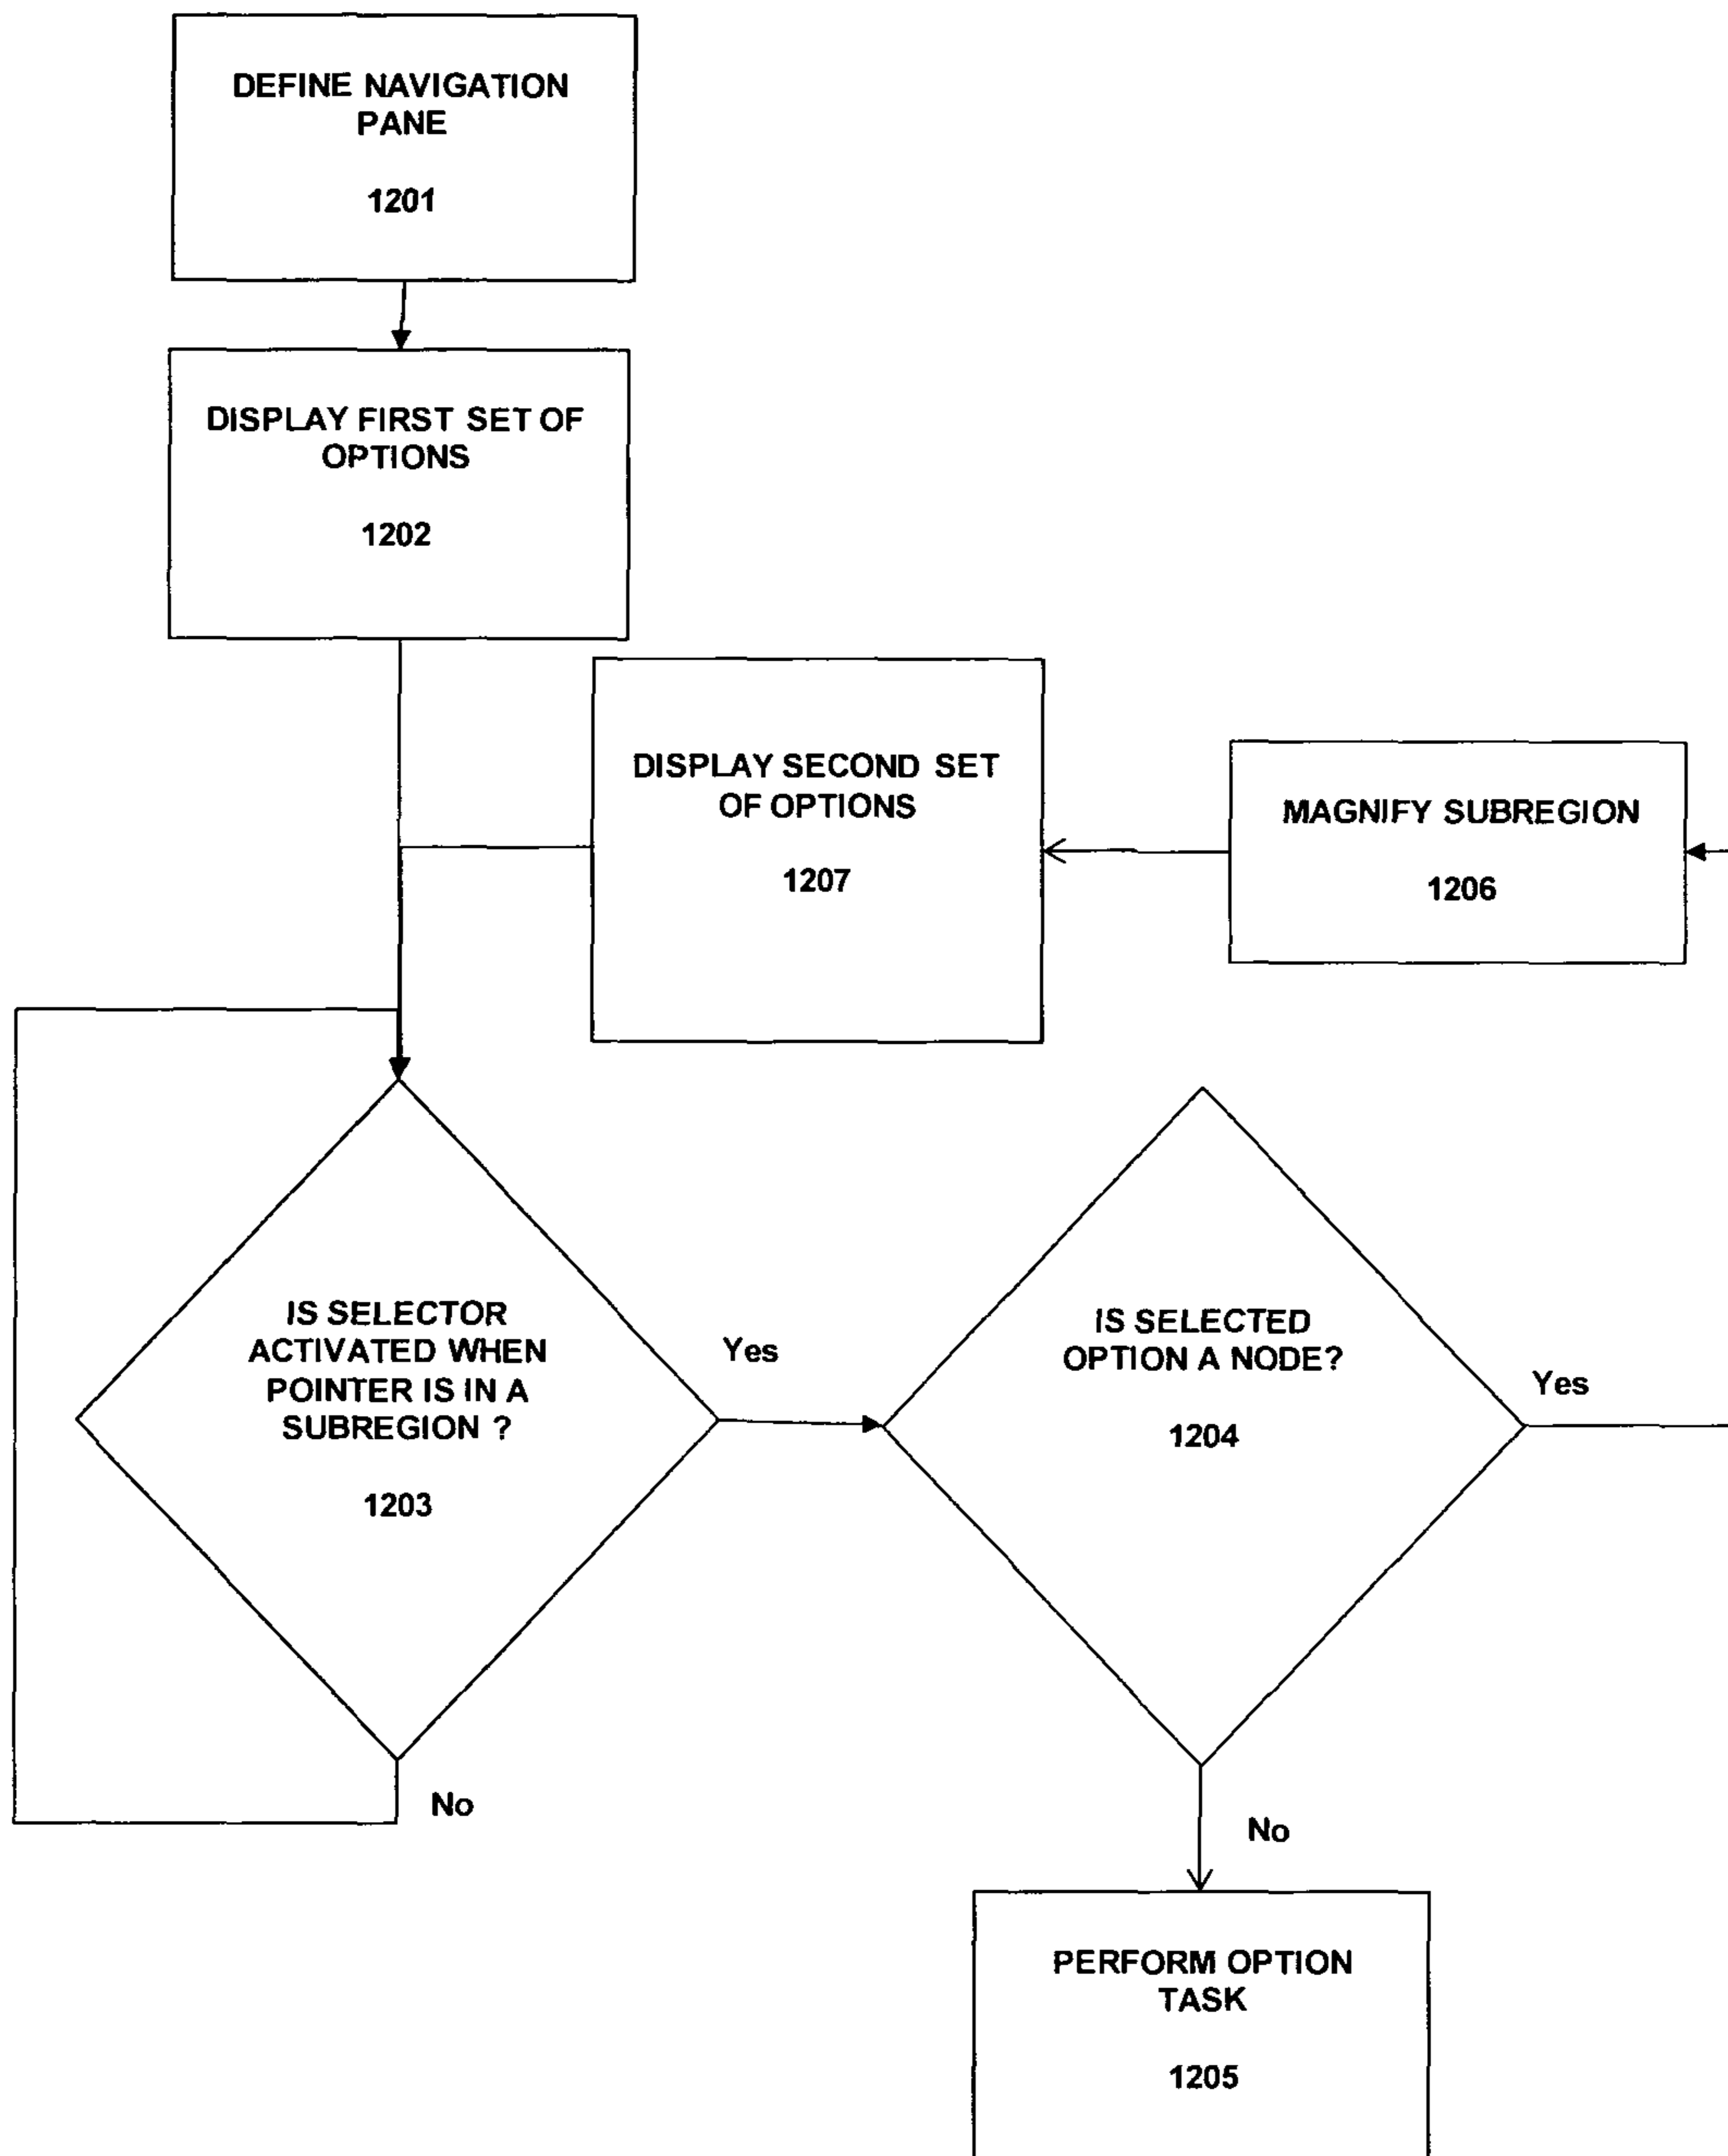 DEFINE NAVIGATION
PANE
1201
DISPLAY FIRST SET OF
OPTIONS
1202
DISPLAY SECOND SET
OF OPTIONS
1207
MAGNIFY SUBREGION
1206
IS SELECTOR
ACTIVATED WHEN
POINTER IS IN A
SUBREGION ?
1203
Yes
No
IS SELECTED
OPTION A NODE?
1204
Yes
No
PERFORM OPTION
TASK
1205